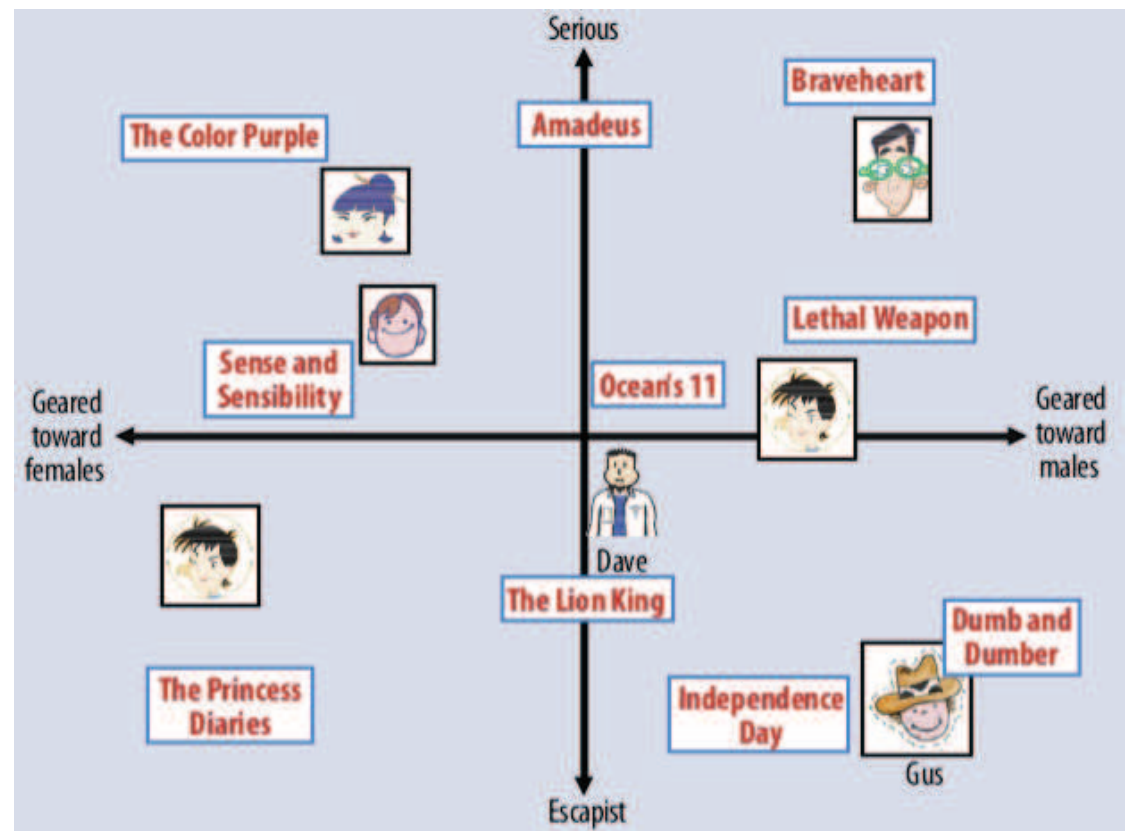 Serious
Braveheart
The Color Purple
Amadeus
Lethal Weapon
Sense and
Sensibility
Ocean's 11
Geared
toward
females
Geared
toward
males
Dave
The Lion King
Dumb and
Dumber
The Princess
Diaries
Independence
Day
Gus
Escapist